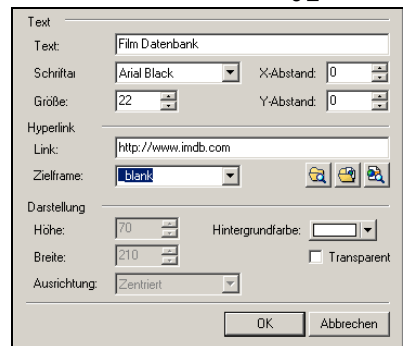 Text
Text: Film Datenbank
Schriftar Arial Black X-Abstand: 0
Größe: 22 Y-Abstand: 0
Hyperlink
Link: http://www.imdb.com
Zielframe: _blank
Darstellung
Höhe: 70 Hintergrundfarbe:
Breite: 210 Transparent
Ausrichtung: Zentriert
OK Abbrechen